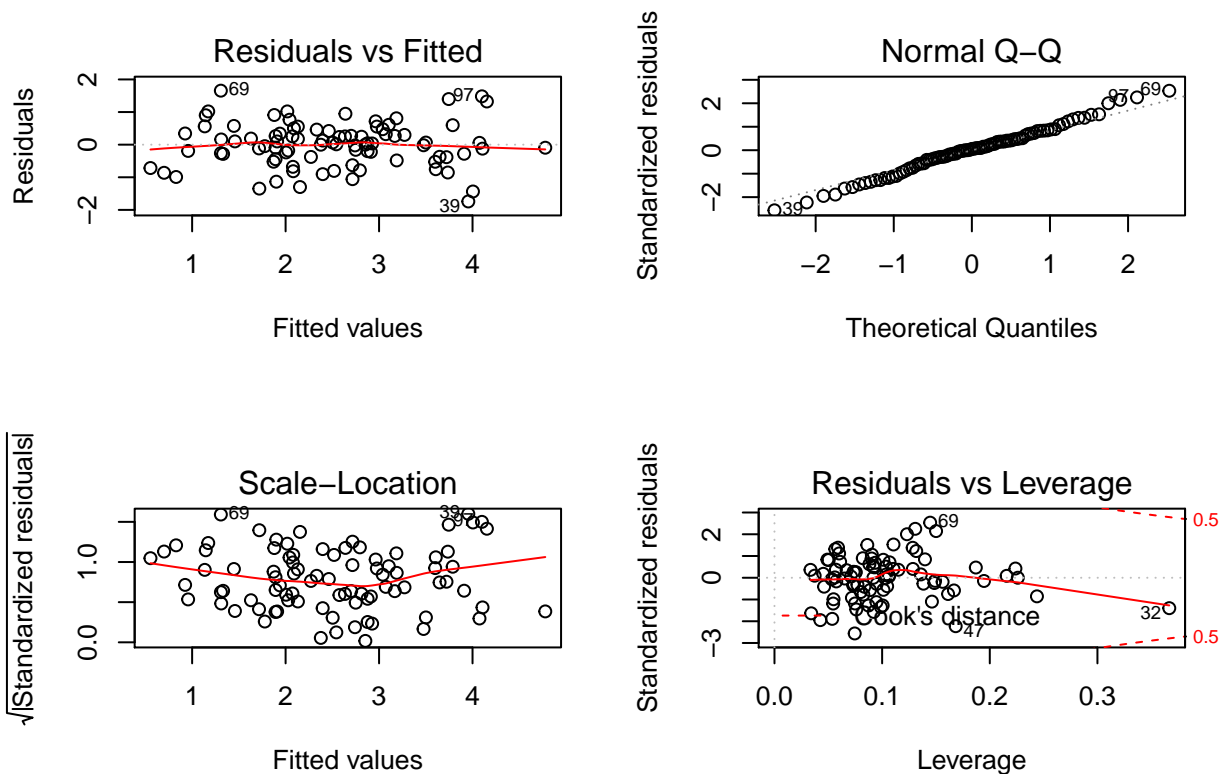 Residuals vs Fitted
Residuals
2
0
−2
69
97
39
1 2 3 4
Fitted values
Normal Q−Q
Standardized residuals
2
0
−2
39
97
69
−2 −1 0 1 2
Theoretical Quantiles
Scale−Location
√|Standardized residuals|
1.0
0.0
69
39
97
1 2 3 4
Fitted values
Residuals vs Leverage
Standardized residuals
2
0
−3
69
32
47
Cook's distance
0.5
0.5
0.0 0.1 0.2 0.3
Leverage